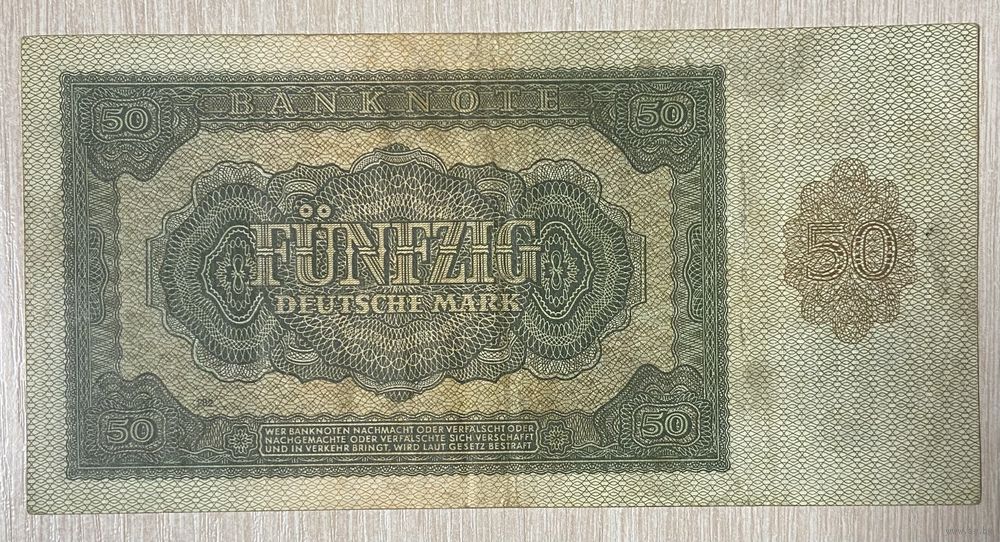 BANKNOTE
50
50
FÜNFZIG
DEUTSCHE MARK
50
50
50
WER BANKNOTEN NACHMACHT ODER VERFÄLSCHT ODER
NACHGEMACHTE ODER VERFÄLSCHTE SICH VERSCHAFFT
UND IN VERKEHR BRINGT, WIRD LAUT GESETZ BESTRAFT